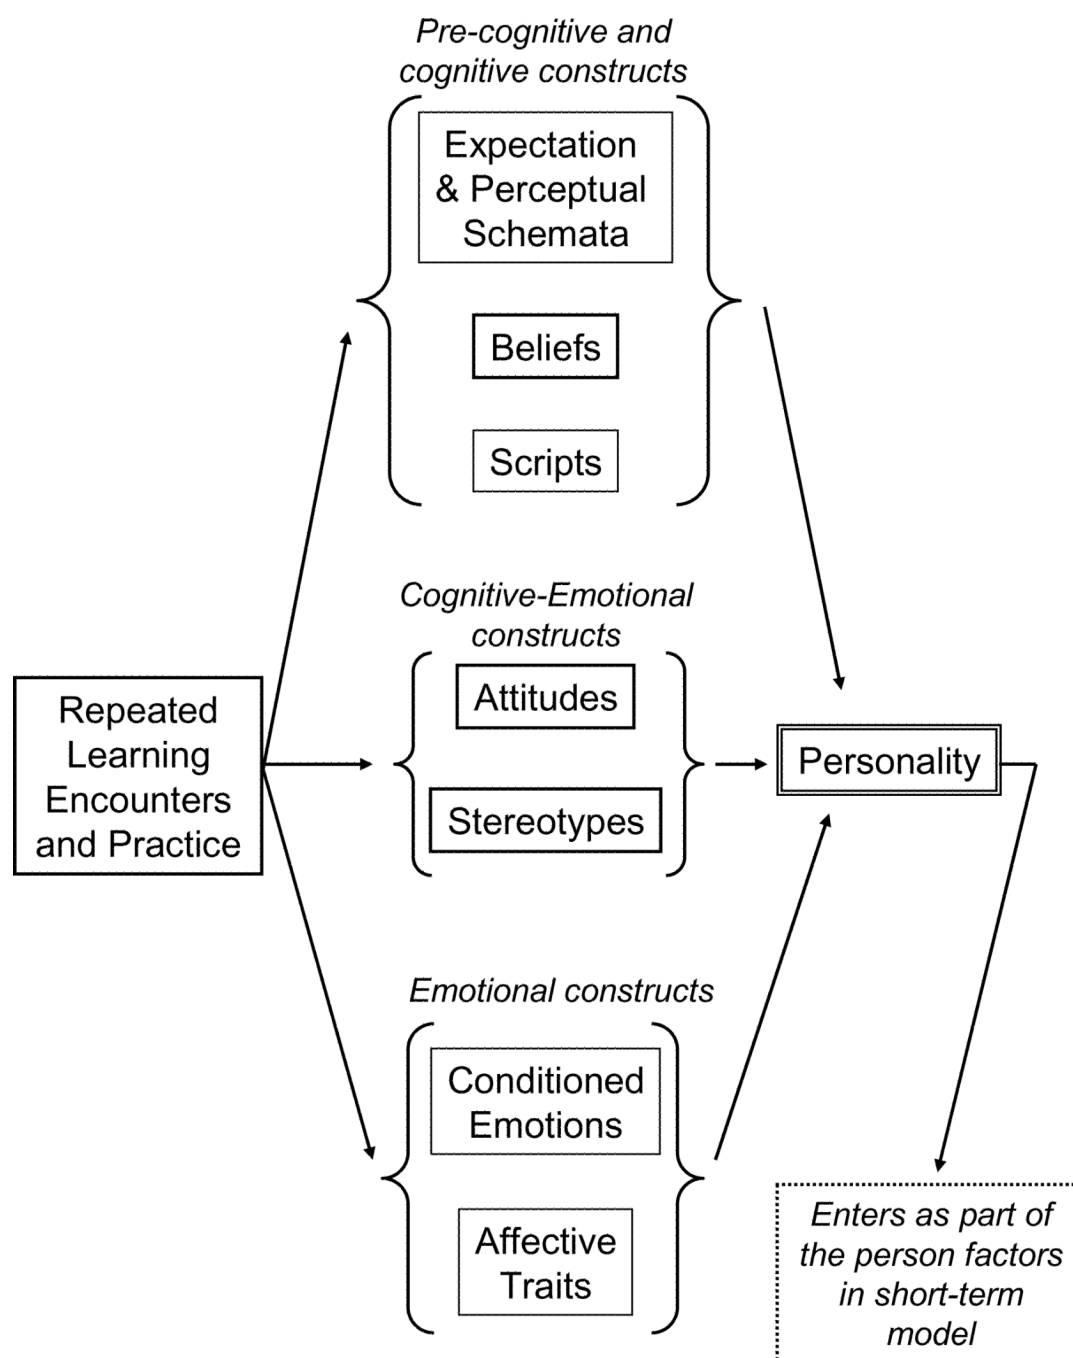 Pre-cognitive and
cognitive constructs
Expectation
& Perceptual
Schemata
Beliefs
Scripts
Cognitive-Emotional
constructs
Attitudes
Stereotypes
Repeated
Learning
Encounters
and Practice
Personality
Emotional constructs
Conditioned
Emotions
Affective
Traits
Enters as part of
the person factors
in short-term
model